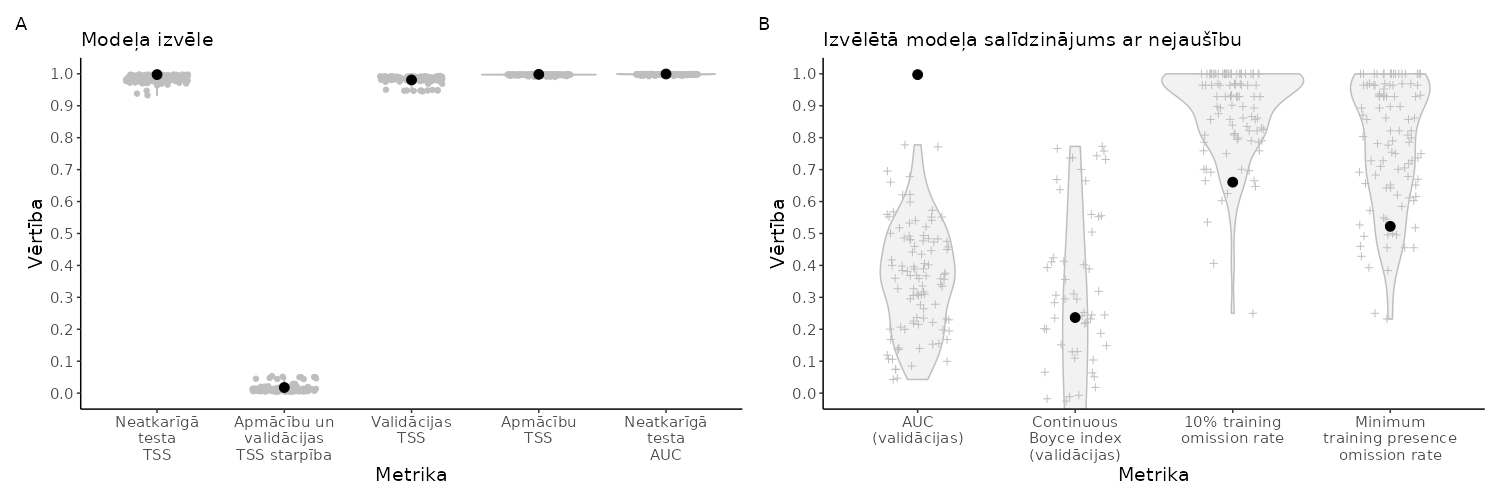 A
Modeļa izvēle
Vērtība
1.0
0.9
0.8
0.7
0.6
0.5
0.4
0.3
0.2
0.1
0.0
Neatkarīgā
testa
TSS
Apmācību un
validācijas
TSS starpība
Validācijas
TSS
Apmācību
TSS
Neatkarīgā
testa
AUC
Metrika
B
Izvēlētā modeļa salīdzinājums ar nejaušību
Vērtība
1.0
0.9
0.8
0.7
0.6
0.5
0.4
0.3
0.2
0.1
0.0
AUC
(validācijas)
Continuous
Boyce index
(validācijas)
10% training
omission rate
Minimum
training presence
omission rate
Metrika